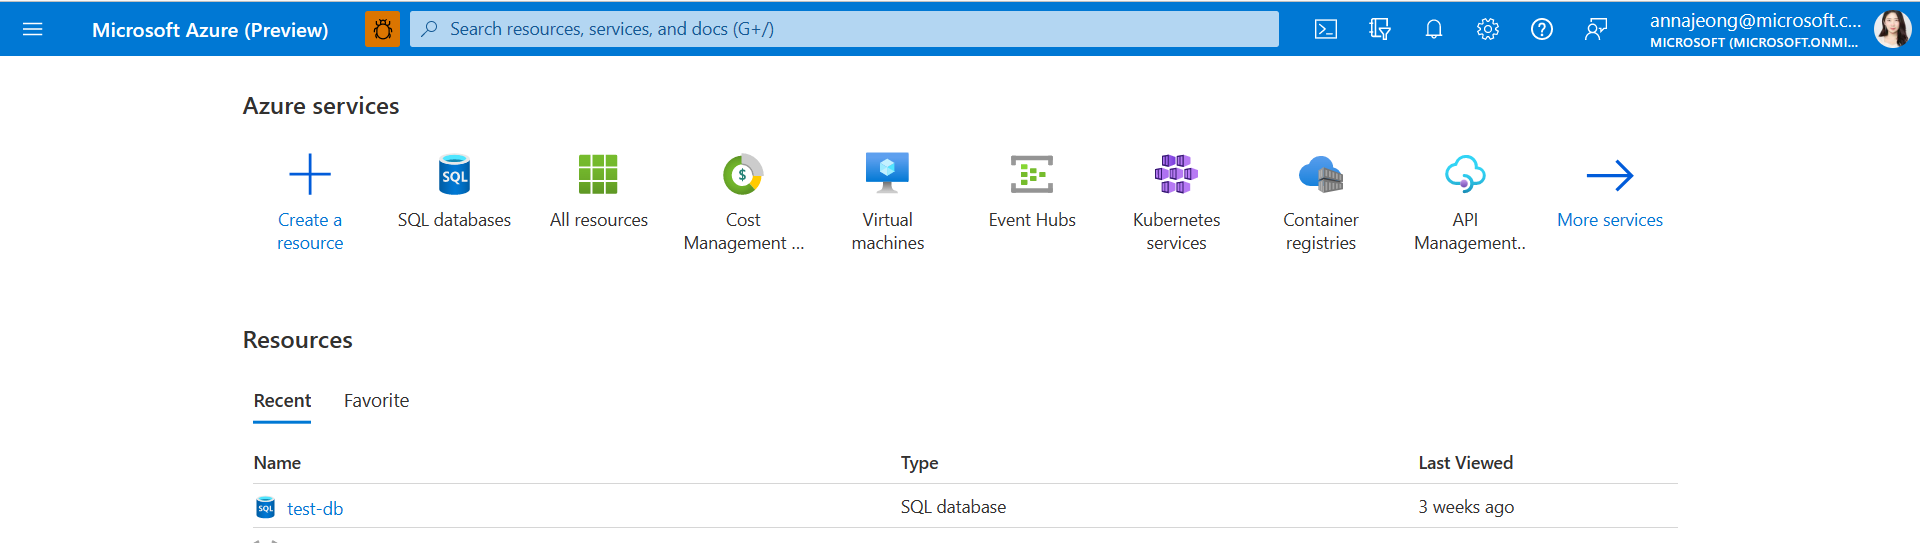 Microsoft Azure (Preview)
Search resources, services, and docs (G+/)
annajeong@microsoft.c...
MICROSOFT (MICROSOFT.ONMI...
Azure services
Create a
resource
SQL
SQL databases
All resources
$
Cost
Management ...
Virtual
machines
Event Hubs
Kubernetes
services
Container
registries
API
Management..
More services
Resources
Recent Favorite
Name Type Last Viewed
SQL test-db SQL database 3 weeks ago